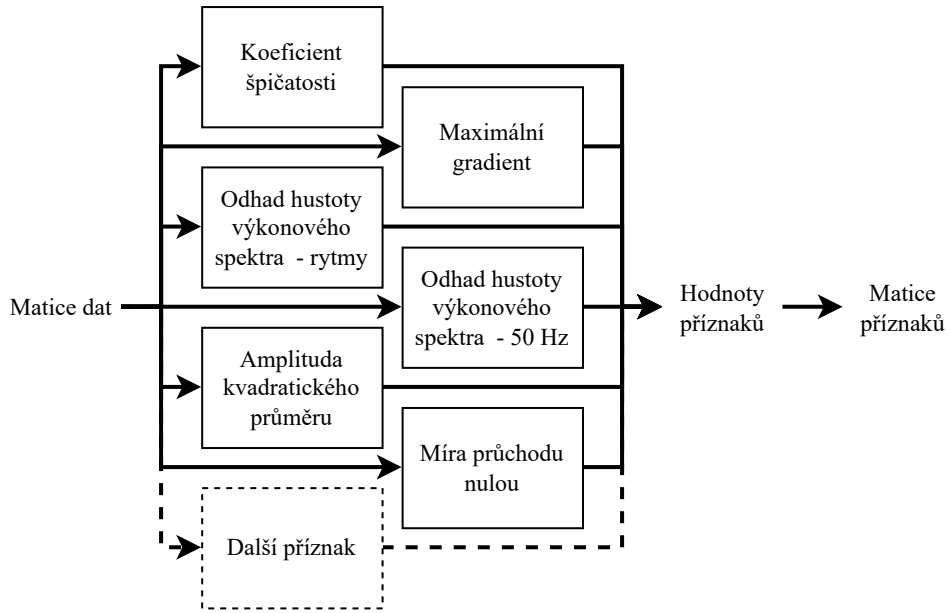 Koeficient
špičatosti
Maximální
gradient
Odhad hustoty
výkonového
spektra - rytmy
Matice dat
Odhad hustoty
výkonového
spektra - 50 Hz
Hodnoty
příznaků
Matice
příznaků
Amplituda
kvadratického
průměru
Míra průchodu
nulou
Další příznak